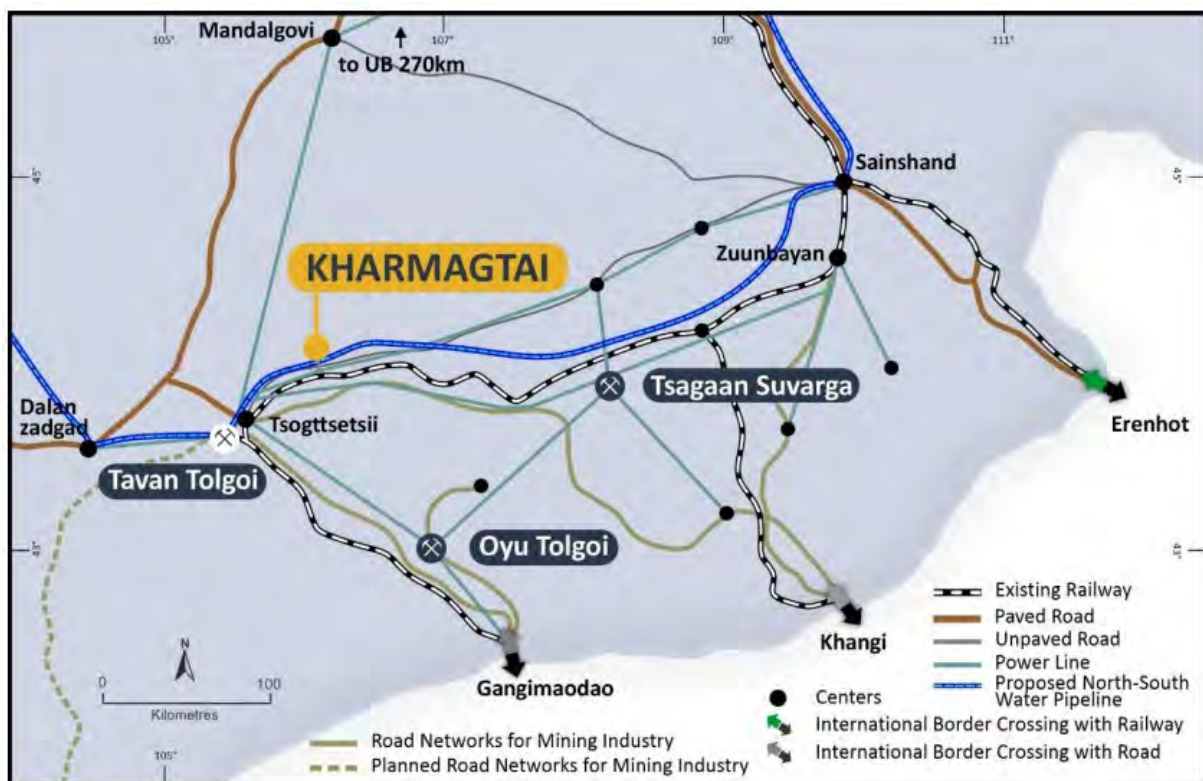 105°
107°
109°
111°
Mandalgovi
to UB 270km
45°
Sainshand
45°
KHARMAGTAI
Zuunbayan
Tsagaan Suvarga
Dalan
zadgad
Tsogttsetsii
Erenhot
Tavan Tolgoi
Oyu Tolgoi
43°
43°
Khangi
Gangimaodao
N
0 100
Kilometres
105°
Existing Railway
Paved Road
Unpaved Road
Power Line
Proposed North-South
Water Pipeline
Centers
International Border Crossing with Railway
International Border Crossing with Road
Road Networks for Mining Industry
Planned Road Networks for Mining Industry